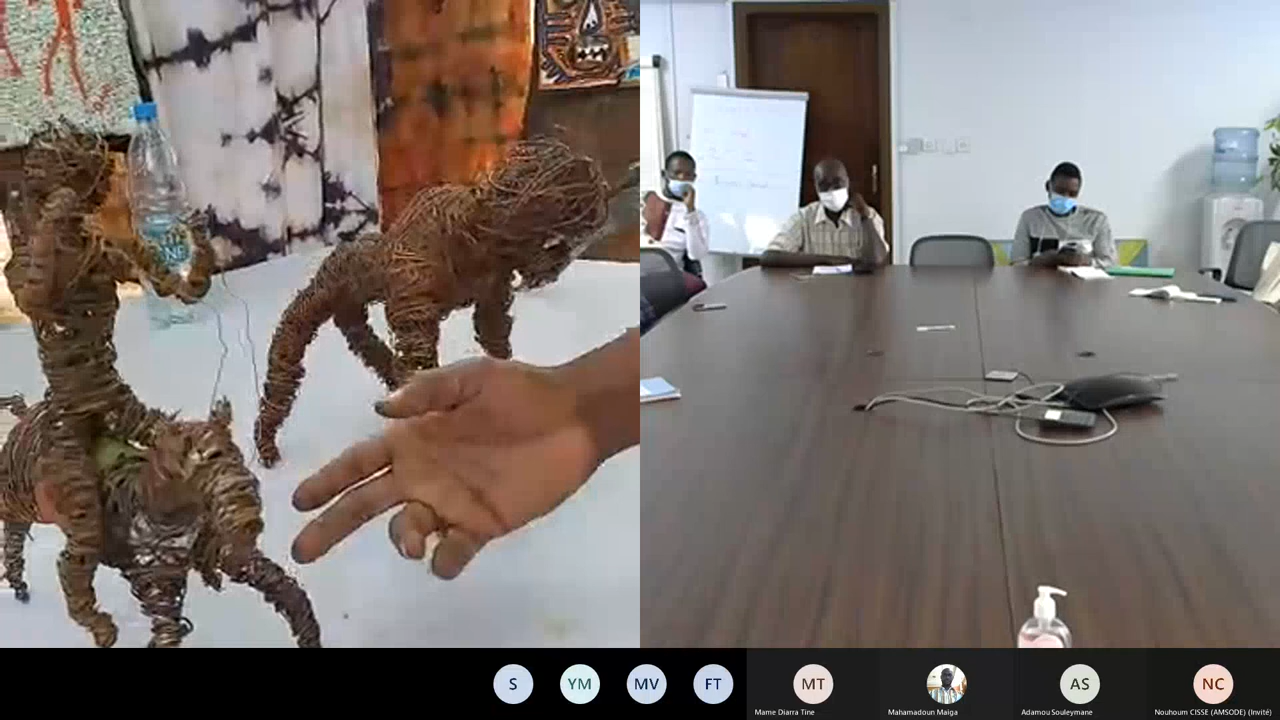 S
YM
MV
FT
MT
AS
NC
Mame Diarra Tine
Mahamadoun Maiga
Adamou Souleymane
Nouhoum CISSE (AMSODE) (Invité)